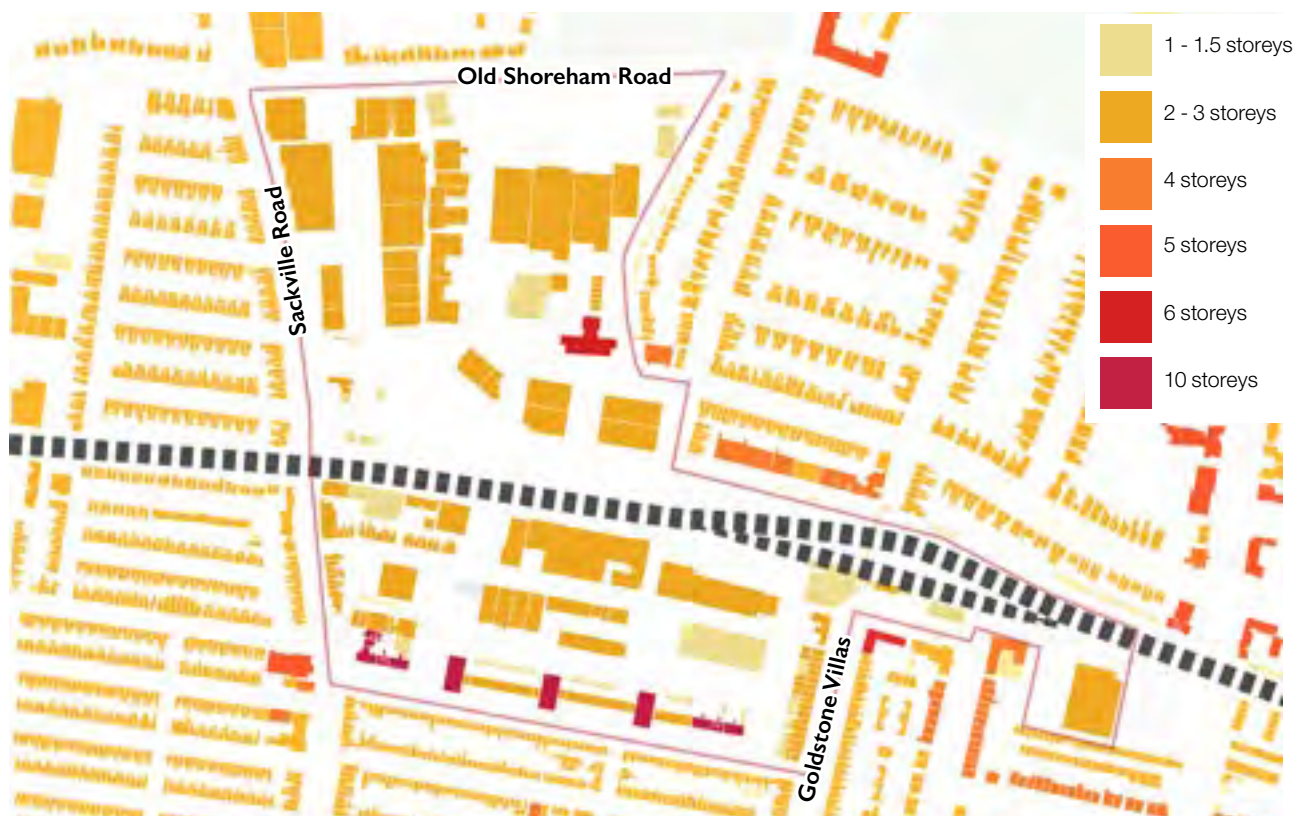 Old Shoreham Road
Sackville Road
Goldstone Villas
1 - 1.5 storeys
2 - 3 storeys
4 storeys
5 storeys
6 storeys
10 storeys